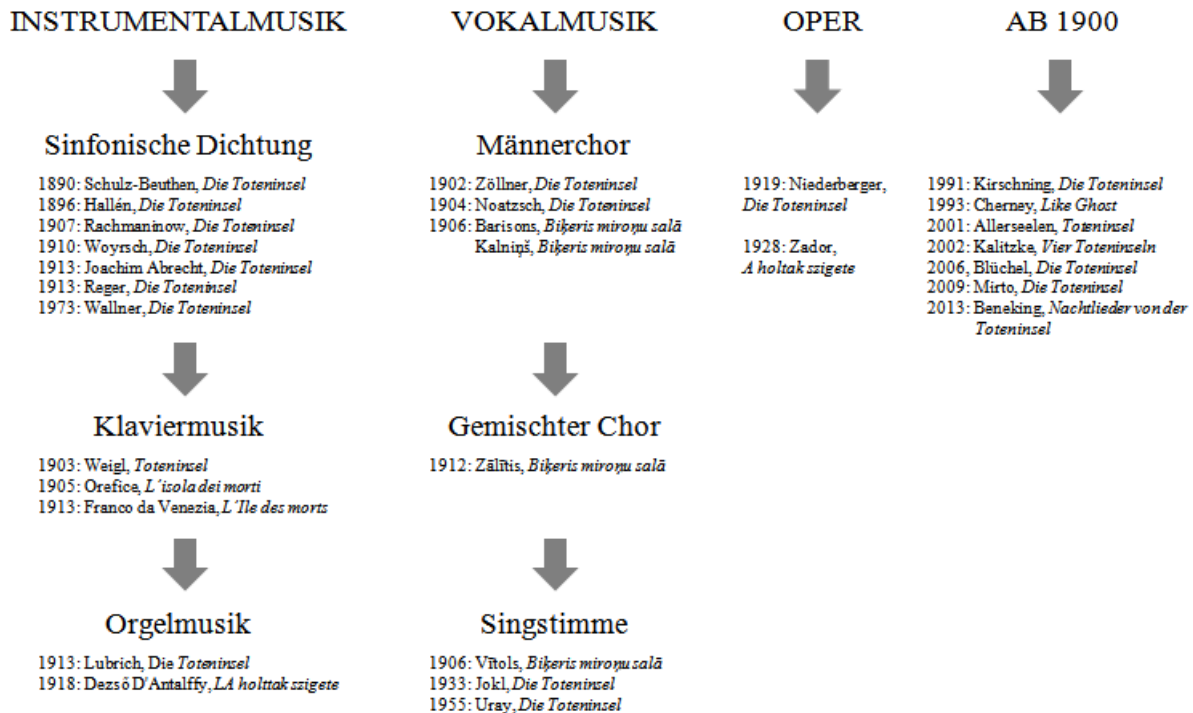 INSTRUMENTALMUSIK
Sinfonische Dichtung
1890: Schulz-Beuthen, Die Toteninsel
1896: Hallén, Die Toteninsel
1907: Rachmaninow, Die Toteninsel
1910: Woyrsch, Die Toteninsel
1913: Joachim Abrecht, Die Toteninsel
1913: Reger, Die Toteninsel
1973: Wallner, Die Toteninsel
Klaviermusik
1903: Weigl, Toteninsel
1905: Orefice, L´isola dei morti
1913: Franco da Venezia, L´Ile des morts
Orgelmusik
1913: Lubrich, Die Toteninsel
1918: Dezsó D'Antalffy, LA holttak szigete
VOKALMUSIK
Männerchor
1902: Zöllner, Die Toteninsel
1904: Noatzsch, Die Toteninsel
1906: Barisons, Biķeris miroņu salā
Kalniņš, Biķeris miroņu salā
Gemischter Chor
1912: Zālītis, Biķeris miroņu salā
Singstimme
1906: Vītols, Biķeris miroņu salā
1933: Jokl, Die Toteninsel
1955: Uray, Die Toteninsel
OPER
1919: Niederberger,
Die Toteninsel
1928: Zador,
A holtak szigete
AB 1900
1991: Kirschning, Die Toteninsel
1993: Cherney, Like Ghost
2001: Allerseelen, Toteninsel
2002: Kalitzke, Vier Toteninseln
2006, Blüchel, Die Toteninsel
2009: Mirto, Die Toteninsel
2013: Beneking, Nachtlieder von der
Toteninsel